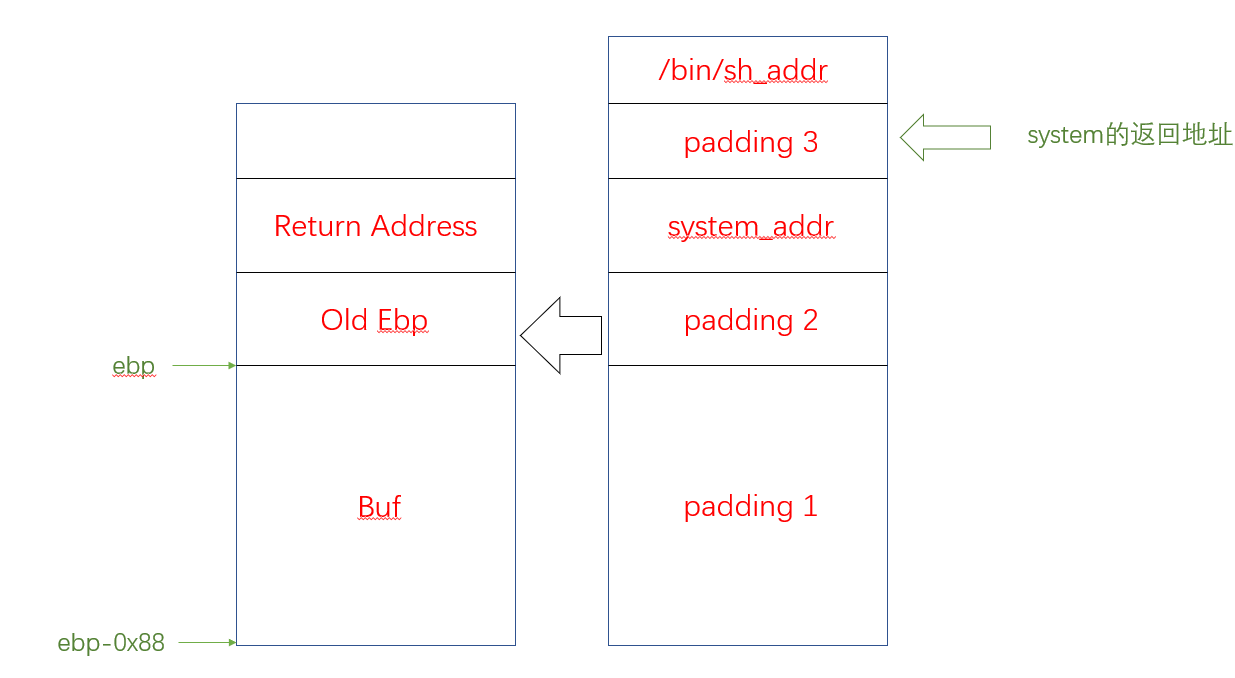 /bin/sh_addr
padding 3
system的返回地址
Return Address
system_addr
Old Ebp
padding 2
ebp
Buf
padding 1
ebp-0x88